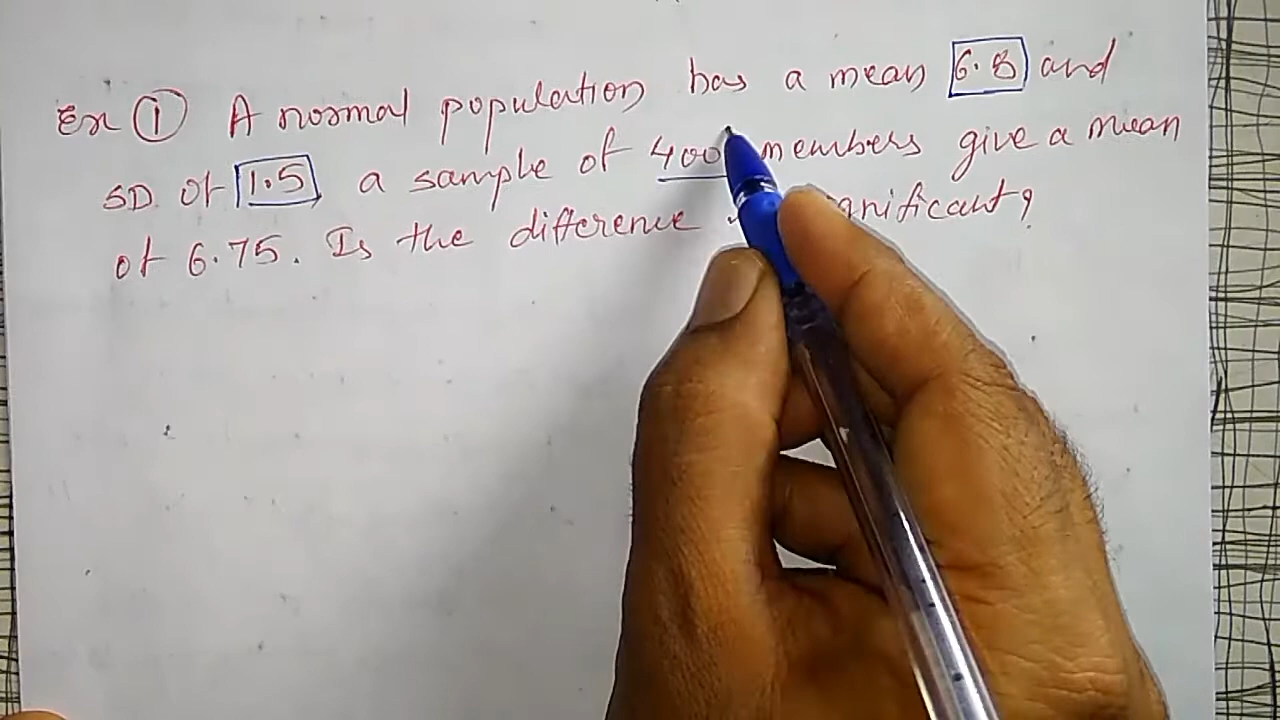 Ex ① A normal population has a mean 6.8 and
SD of 1.5, a sample of 400 members give a mean
of 6.75. Is the difference significant?